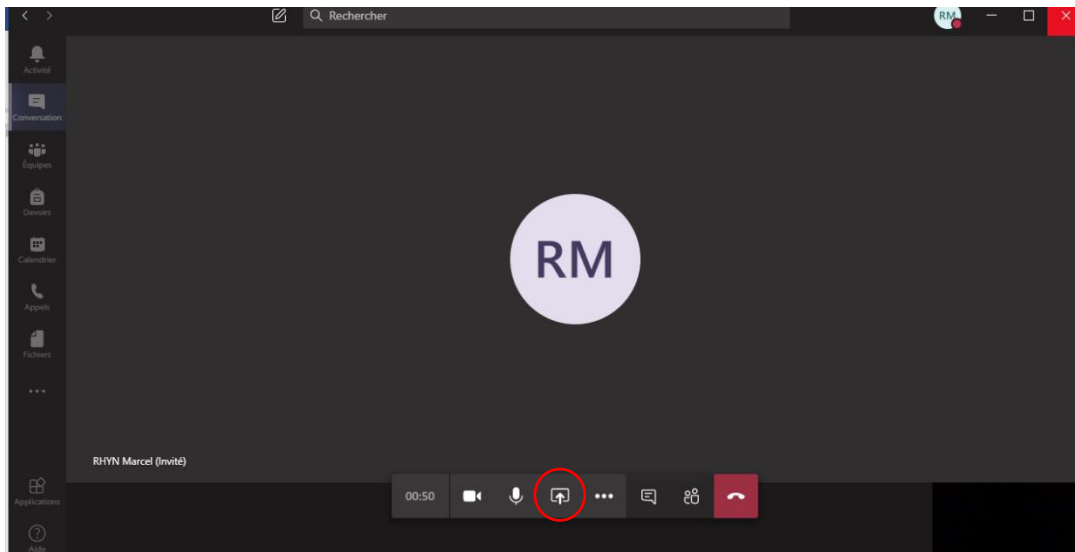 Rechercher
RM
Activité
Conversation
Équipes
Devoirs
Calendrier
Appels
Fichiers
RM
RHYN Marcel (Invité)
00:50
Applications
Aide